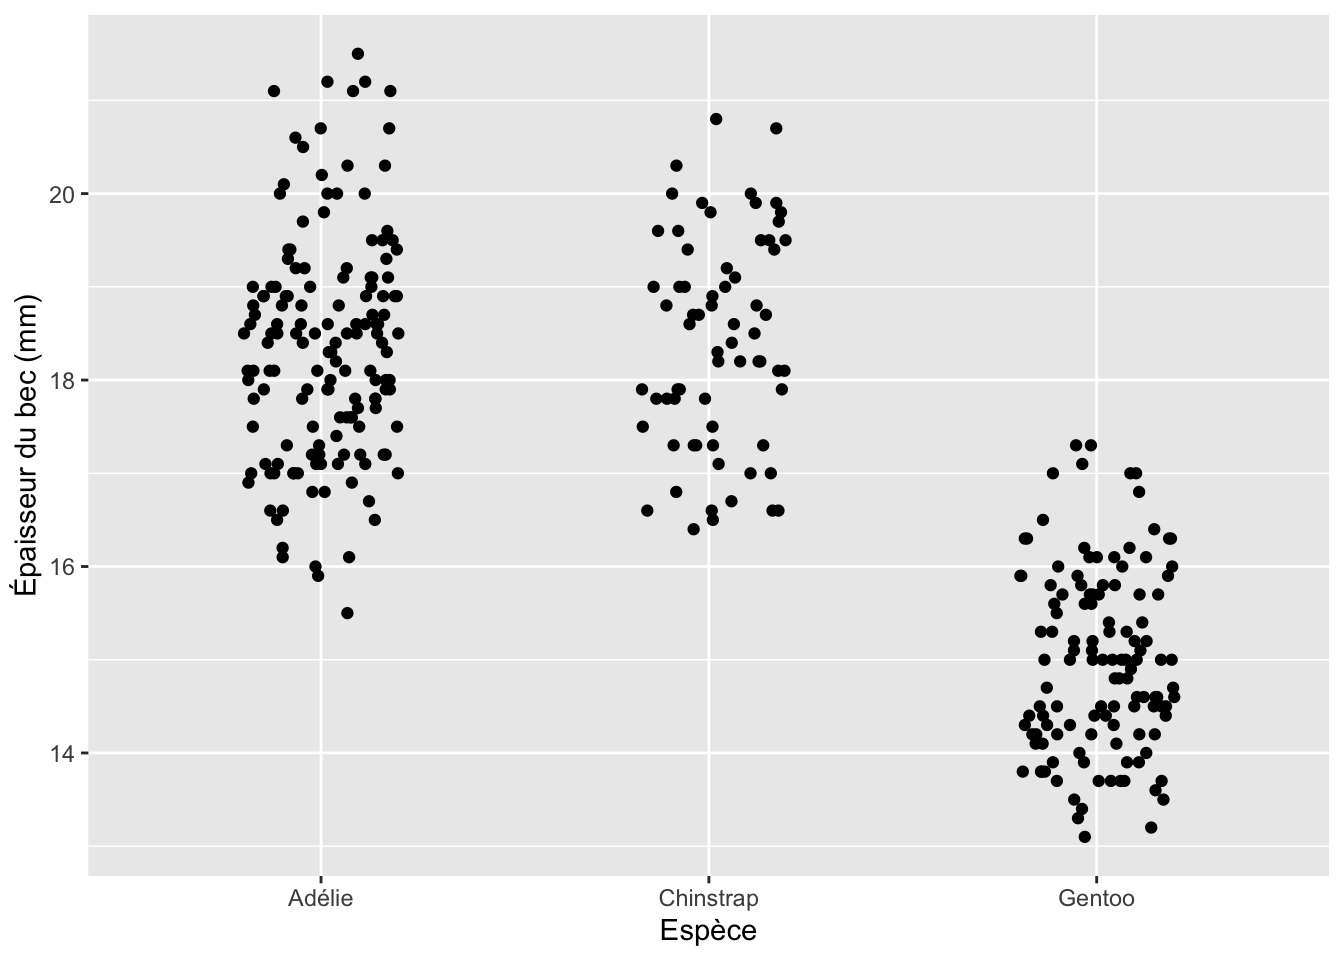 Épaisseur du bec (mm)
20
18
16
14
Adélie
Chinstrap
Gentoo
Espèce